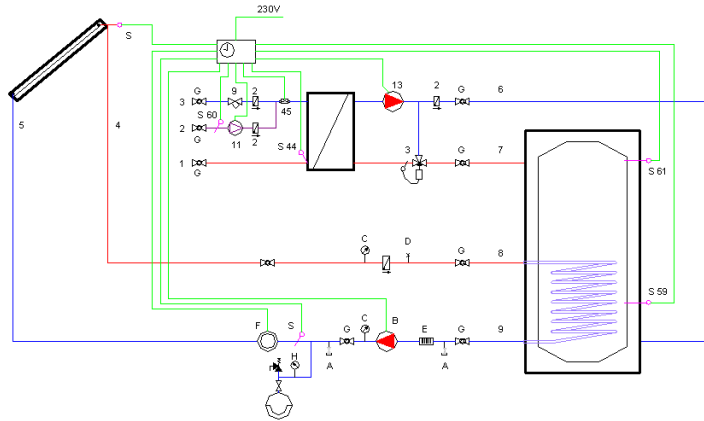 230V
S
G 9 2 13 2 G 6
3
45
S 60
2
G 11 2
S 44 3 G 7
1
G
S 61
5 4
C D G 8
S 59
F S G C B E G 9
H A A